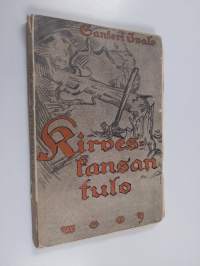 Santeri Ivalo
Kirves-
kansan
tulo
WSOY